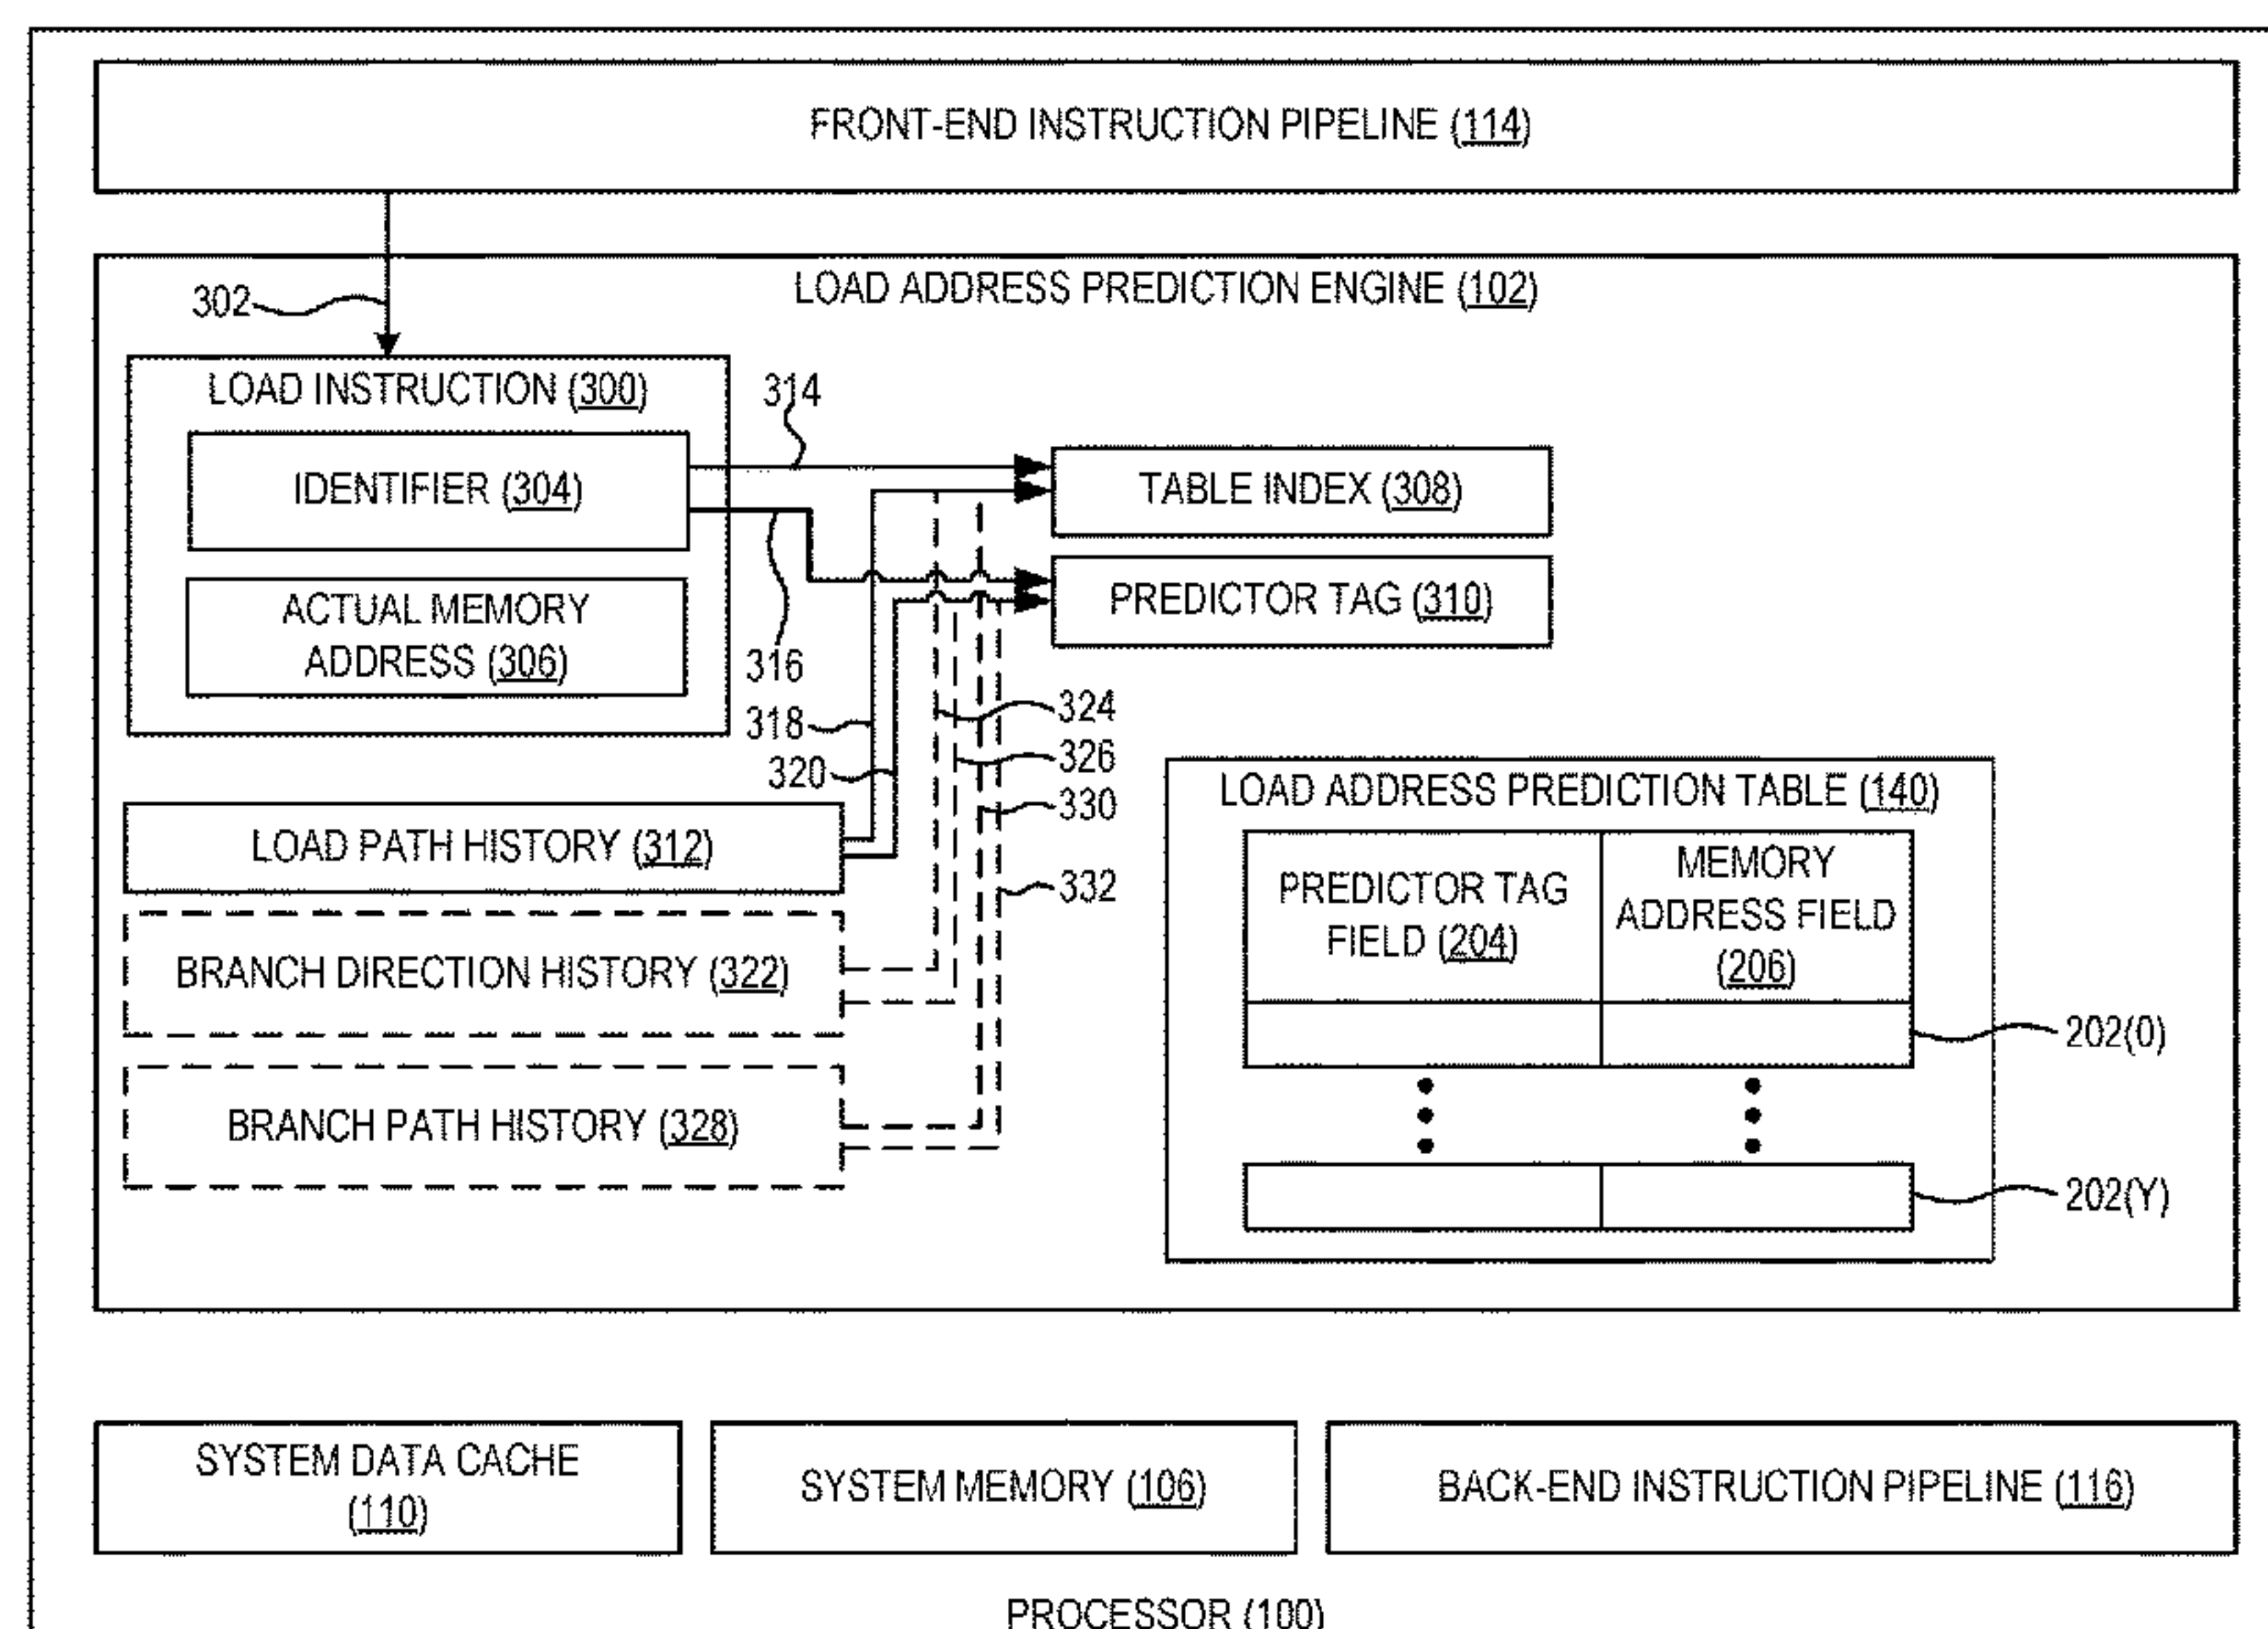 FRONT-END INSTRUCTION PIPELINE (114)
LOAD ADDRESS PREDICTION ENGINE (102)
302
LOAD INSTRUCTION (300)
314
IDENTIFIER (304)
TABLE INDEX (308)
ACTUAL MEMORY
ADDRESS (306)
PREDICTOR TAG (310)
316
318
324
320
326
330
332
LOAD PATH HISTORY (312)
BRANCH DIRECTION HISTORY (322)
BRANCH PATH HISTORY (328)
LOAD ADDRESS PREDICTION TABLE (140)
PREDICTOR TAG
FIELD (204)
MEMORY
ADDRESS FIELD
(206)
202(0)
202(Y)
SYSTEM DATA CACHE
(110)
SYSTEM MEMORY (106)
BACK-END INSTRUCTION PIPELINE (116)
PROCESSOR (100)